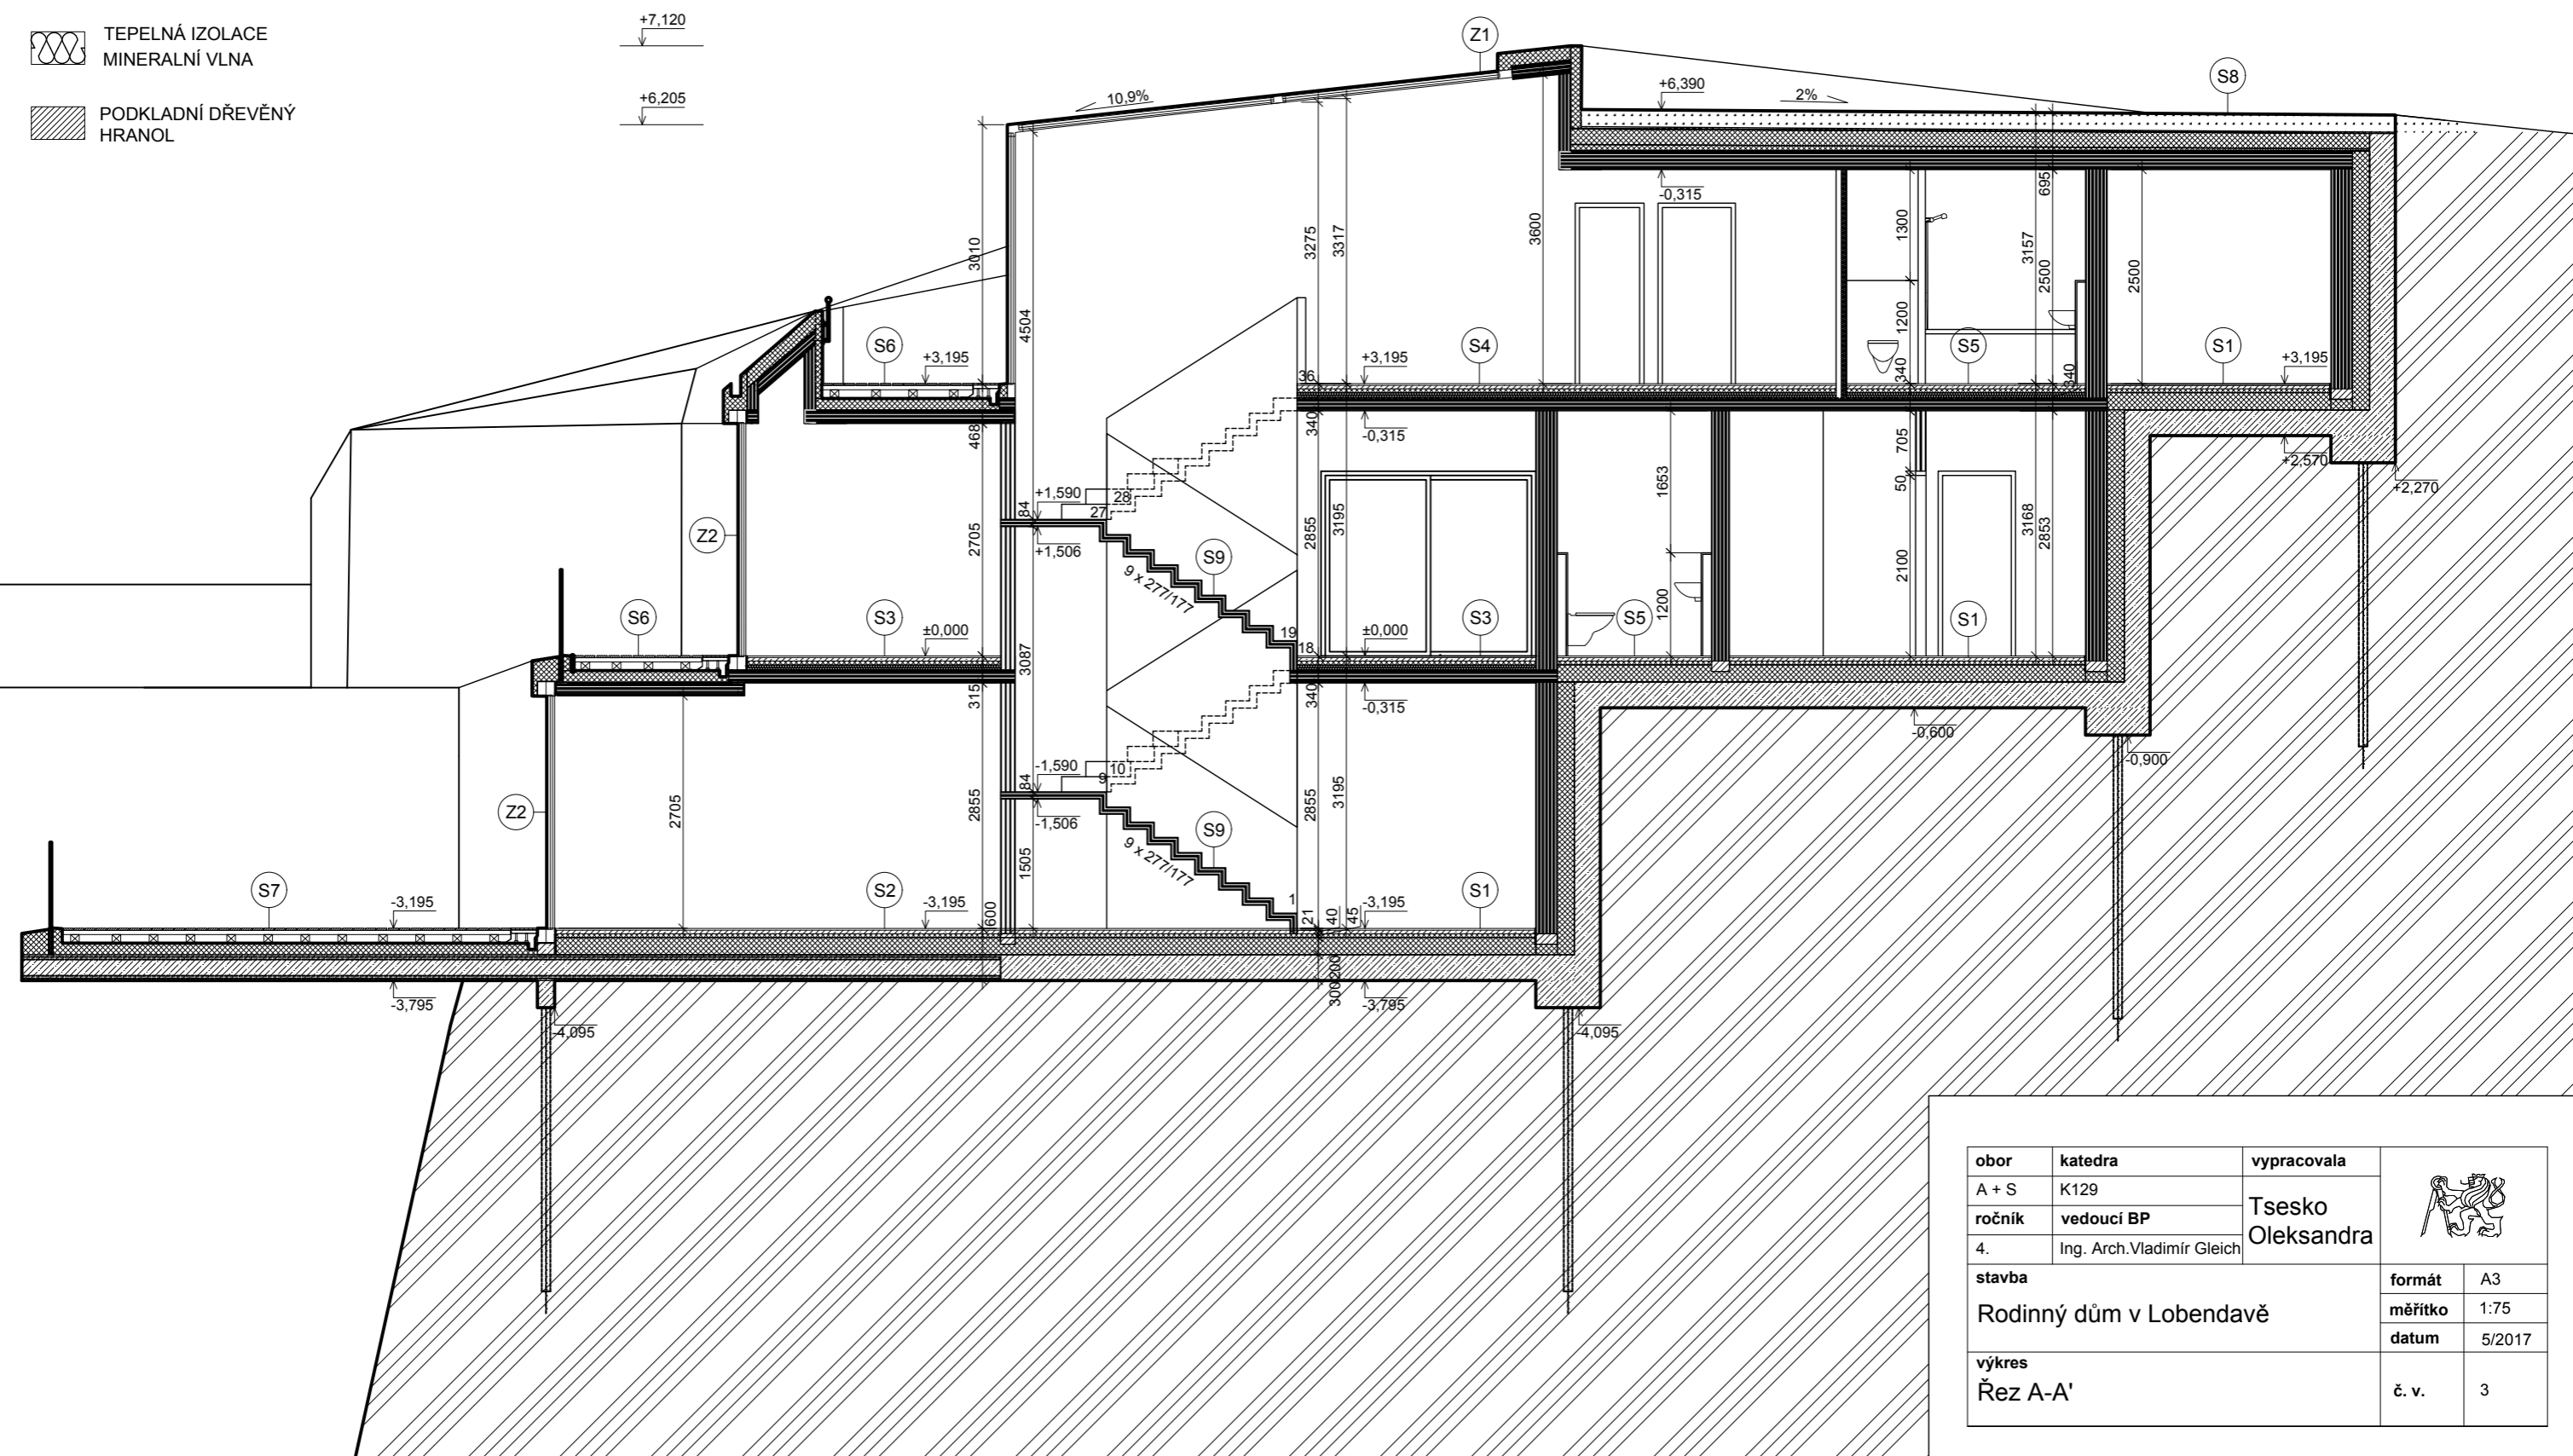 TEPELNÁ IZOLACE
MINERALNÍ VLNA
PODKLADNÍ DŘEVĚNÝ
HRANOL
+7,120
+6,205
10,9%
Z1
+6,390
2%
S8
-0,315
695
1300
3157
2500
2500
3010
3275
3317
3600
4504
1200
S6
+3,195
36
+3,195
S4
340
S5
340
S1
+3,195
468
340
-0,315
705
+2,570
+2,270
+1,590
28
84
27
1653
50
Z2
2705
+1,506
S9
2855
3195
2100
3168
2853
9 x 277/177
1200
S6
S3
±0,000
19
18
±0,000
S3
S5
S1
3087
315
340
-0,315
-0,600
-0,900
-1,590
10
84
9
Z2
2705
2855
-1,506
S9
2855
3195
1505
9 x 277/177
S7
-3,195
S2
-3,195
600
1
121
140
45
-3,195
S1
-3,795
300
200
-3,795
-4,095
-4,095
obor
katedra
vypracovala
A + S
K129
Tsesko
Oleksandra
ročník
vedoucí BP
4.
Ing. Arch.Vladimír Gleich
stavba
Rodinný dům v Lobendavě
formát
A3
měřítko
1:75
datum
5/2017
výkres
Řez A-A'
č. v.
3